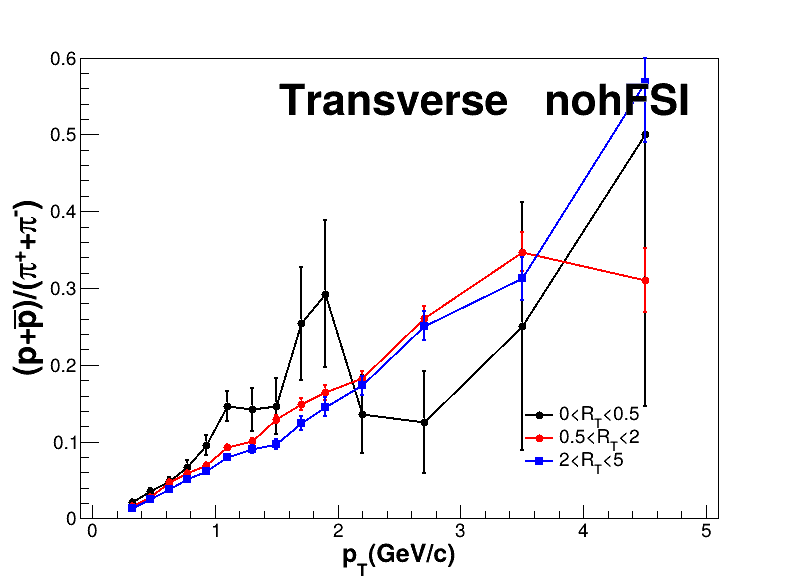 Transverse nohFSI
(p+p̅)/(π⁺+π⁻)
0.6
0.5
0.4
0.3
0.2
0.1
0
0<R_T<0.5
0.5<R_T<2
2<R_T<5
0 1 2 3 4 5
p_T(GeV/c)